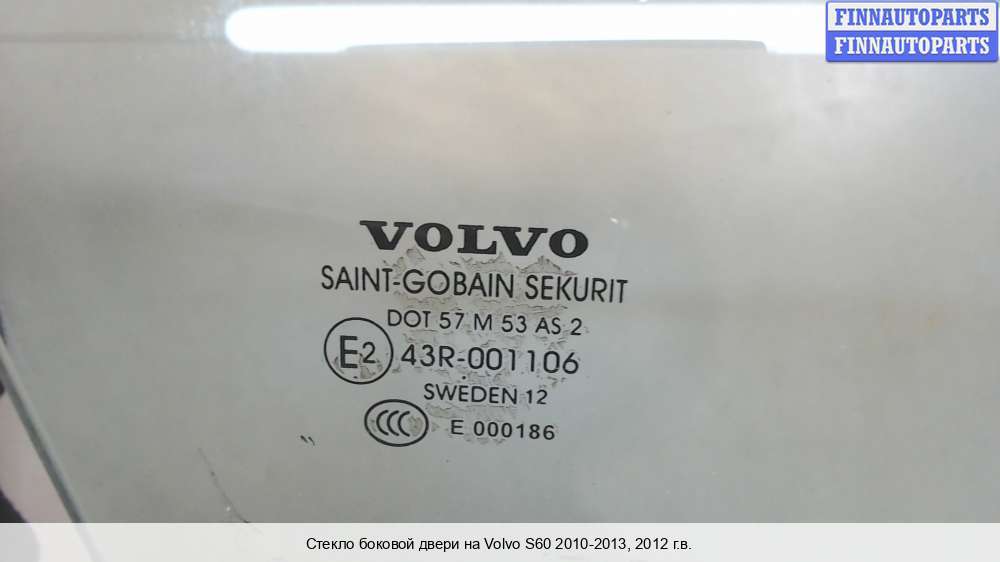 FINNAUTOPARTS
FINNAUTOPARTS
VOLVO
SAINT-GOBAIN SEKURIT
DOT 57 M 53 AS 2
E2 43R-001106
SWEDEN 12
CCC E 000186
Стекло боковой двери на Volvo S60 2010-2013, 2012 г.в.